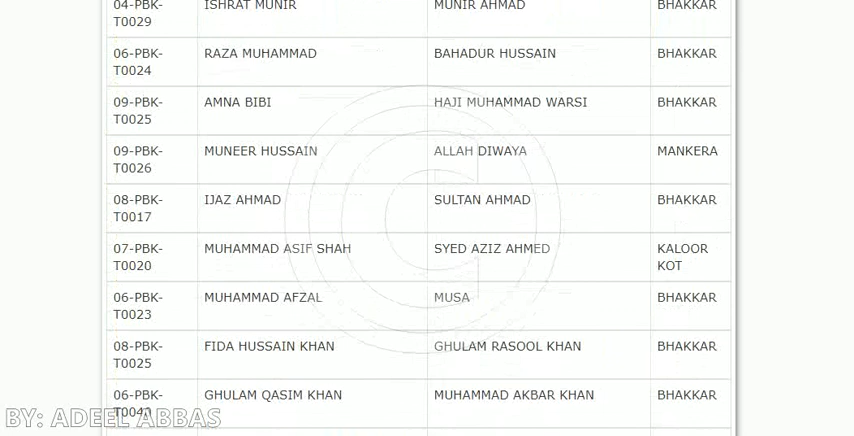 04-PBK- ISHRAT MUNIR MUNIR AHMAD BHAKKAR
T0029
06-PBK- RAZA MUHAMMAD BAHADUR HUSSAIN BHAKKAR
T0024
09-PBK- AMNA BIBI HAJI MUHAMMAD WARSI BHAKKAR
T0025
09-PBK- MUNEER HUSSAIN ALLAH DIWAYA MANKERA
T0026
08-PBK- IJAZ AHMAD SULTAN AHMAD BHAKKAR
T0017
07-PBK- MUHAMMAD ASIF SHAH SYED AZIZ AHMED KALOOR
T0020 KOT
06-PBK- MUHAMMAD AFZAL MUSA BHAKKAR
T0023
08-PBK- FIDA HUSSAIN KHAN GHULAM RASOOL KHAN BHAKKAR
T0025
06-PBK- GHULAM QASIM KHAN MUHAMMAD AKBAR KHAN BHAKKAR
BY: ADEEL ABBAS